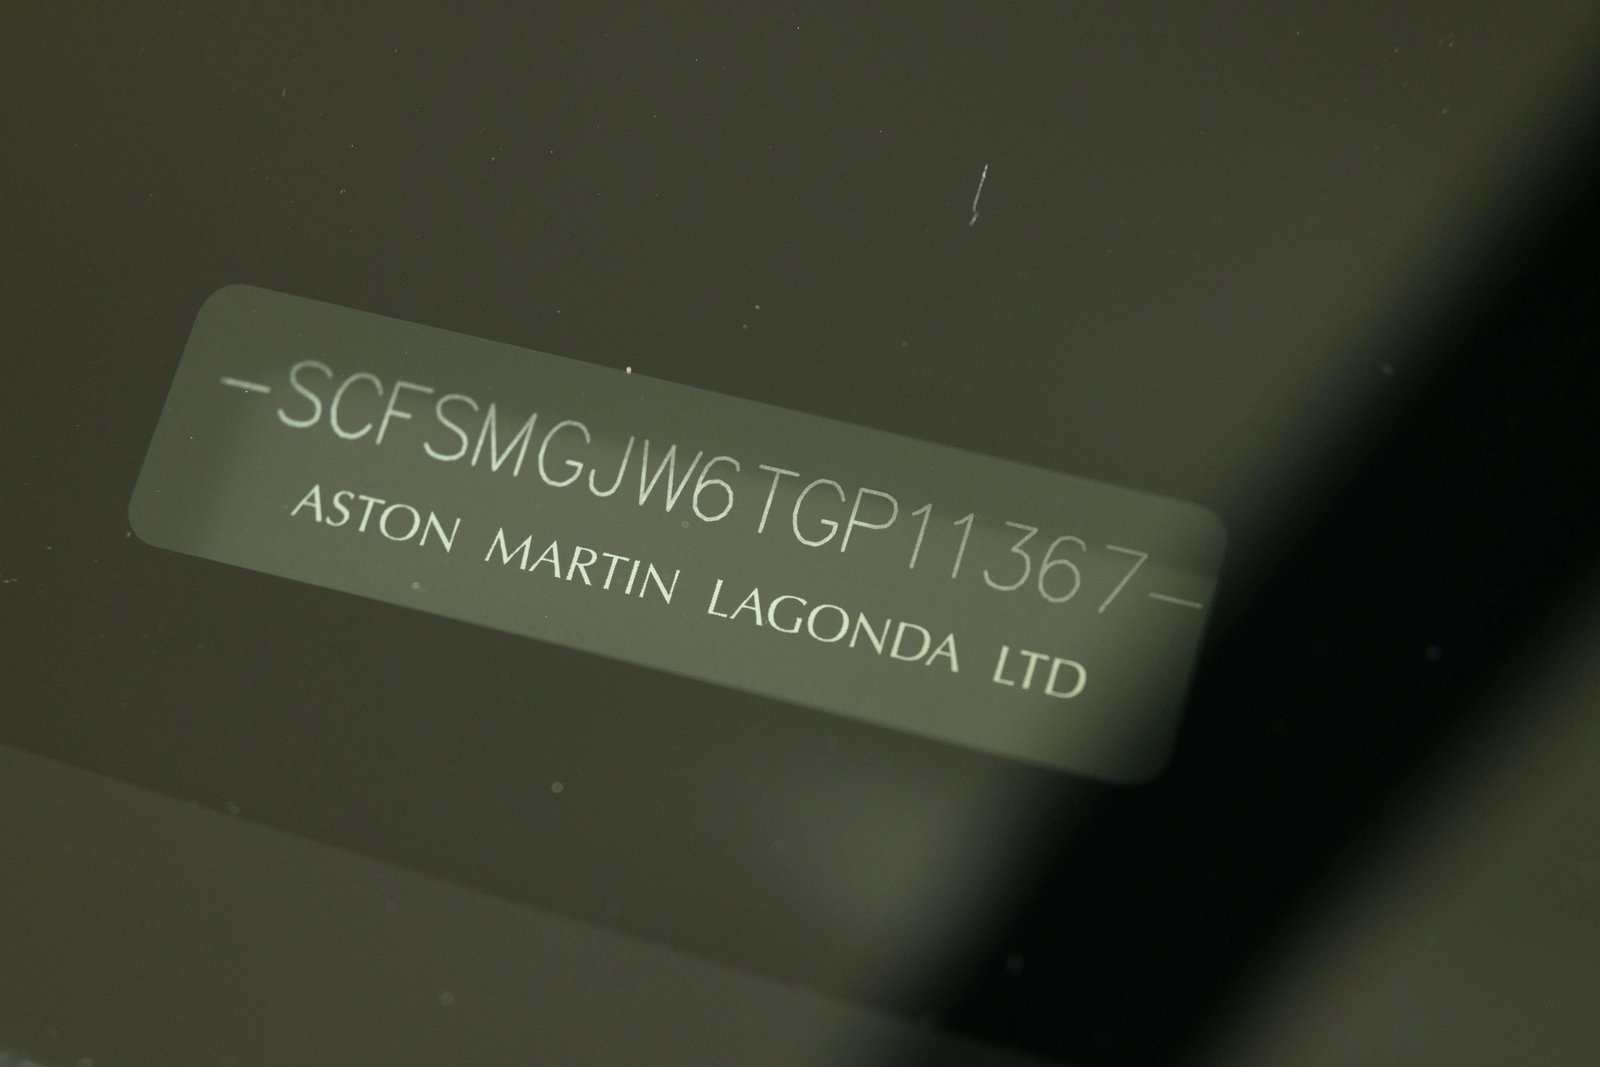 -SCFSMGJW6TGP11367-
ASTON MARTIN LAGONDA LTD